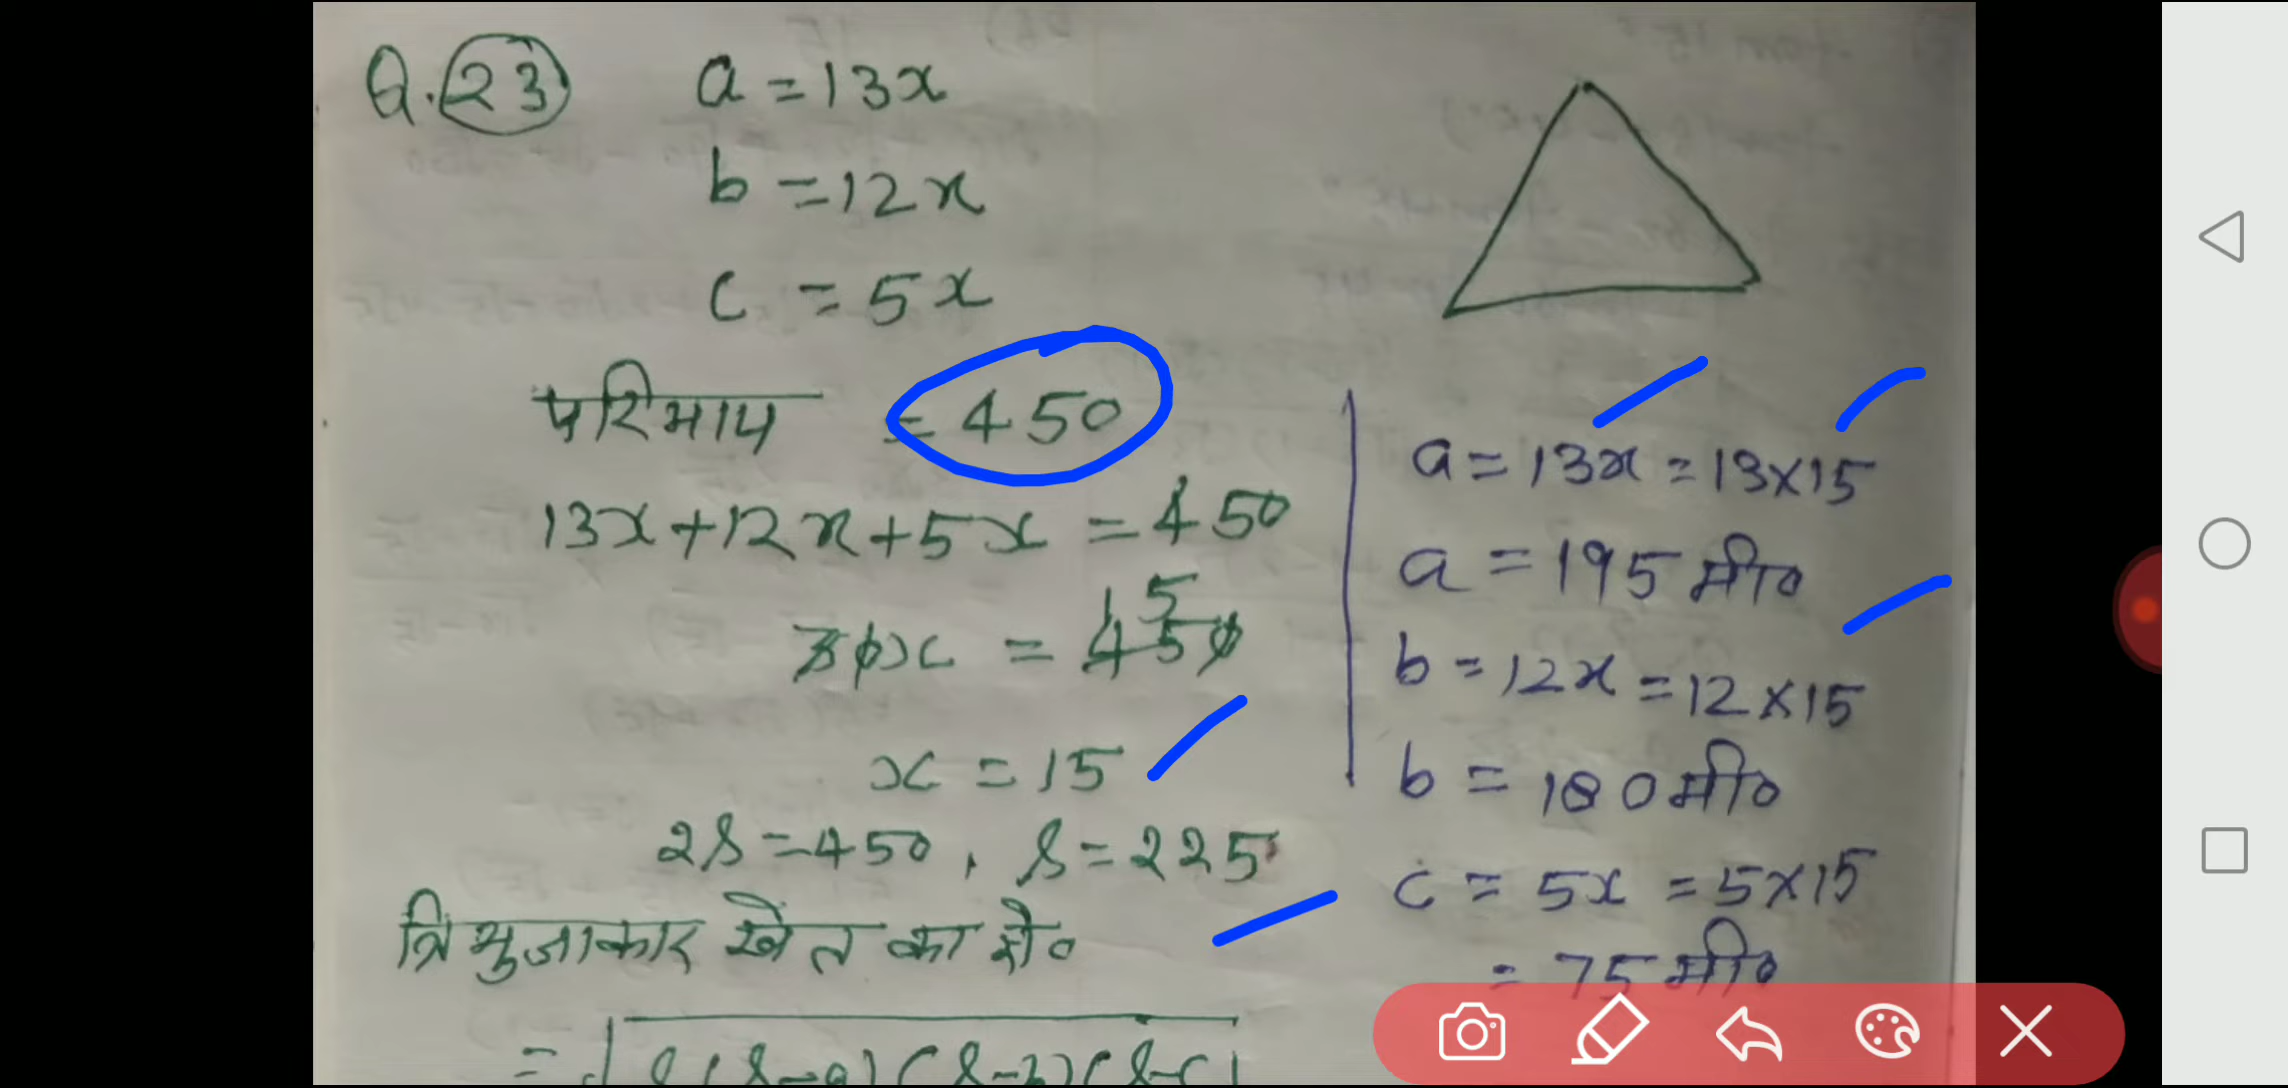 Q. 23 a = 13x
b = 12x
c = 5x
परिमाप = 450
13x + 12x + 5x = 450
30x = 450
15
x = 15
2s = 450, s = 225
त्रिभुजाकार खेत का क्षे०
= √s(s-a)(s-b)(s-c)
a = 13x = 13×15
a = 195 मी०
b = 12x = 12×15
b = 180 मी०
c = 5x = 5×15
= 75 मी०